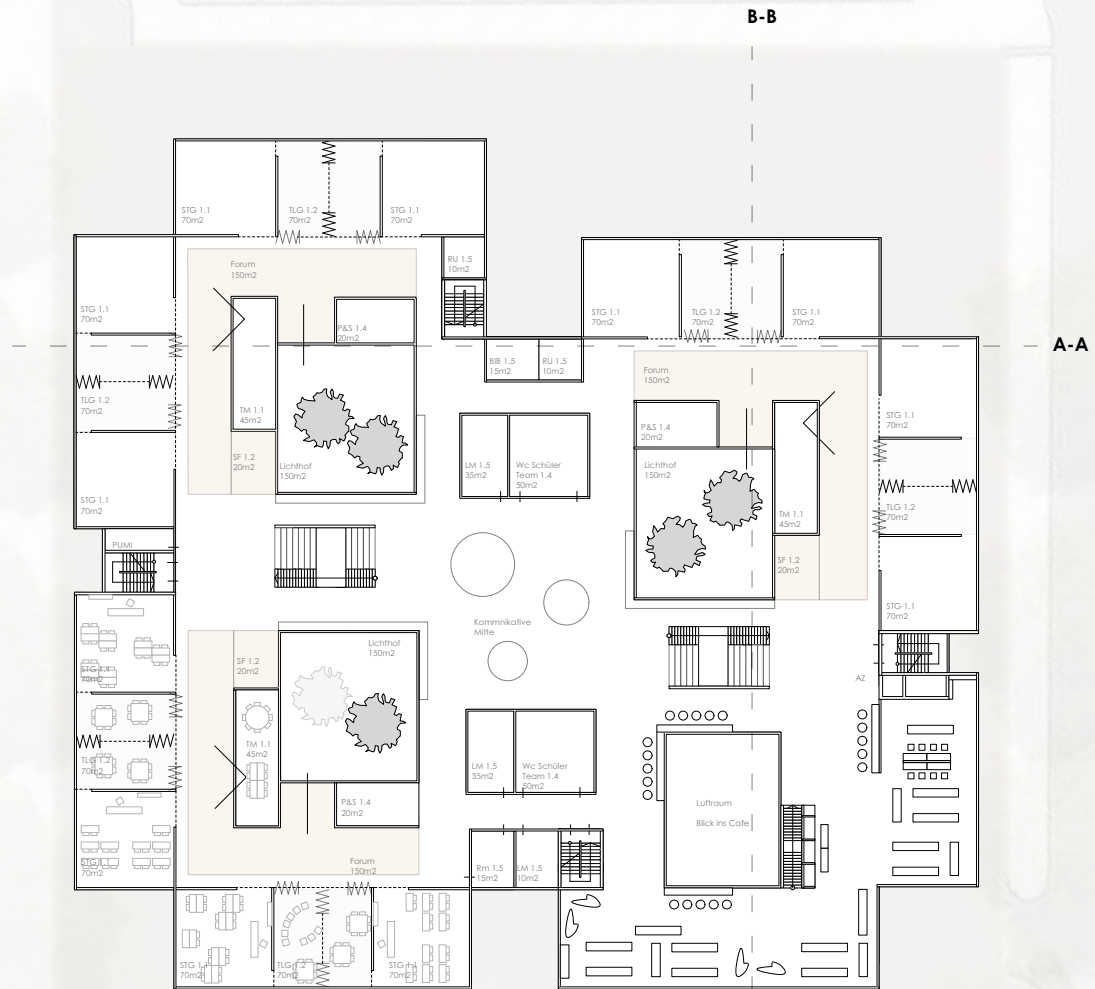 B-B
STG 1.1
70m2
TLG 1.2
70m2
STG 1.1
70m2
Forum
150m2
RU 1.5
10m2
STG 1.1
70m2
P&S 1.4
20m2
STG 1.1
70m2
TLG 1.2
70m2
STG 1.1
70m2
A-A
BIB 1.5
15m2
RU 1.5
10m2
Forum
150m2
TLG 1.2
70m2
TM 1.1
45m2
STG 1.1
70m2
P&S 1.4
20m2
SF 1.2
20m2
Lichthof
150m2
LM 1.5
35m2
Wc Schüler
Team 1.4
50m2
Lichthof
150m2
STG 1.1
70m2
TM 1.1
45m2
TLG 1.2
70m2
PUMI
SF 1.2
20m2
STG 1.1
70m2
Kommnikative
Mitte
Lichthof
150m2
SF 1.2
20m2
STG 1.1
70m2
AZ
TM 1.1
45m2
TLG 1.2
70m2
LM 1.5
35m2
Wc Schüler
Team 1.4
50m2
P&S 1.4
20m2
Luftraum
Blick ins Cafe
STG 1.1
70m2
Forum
150m2
Rm 1.5
15m2
LM 1.5
10m2
STG 1.1
70m2
TLG 1.2
70m2
STG 1.1
70m2